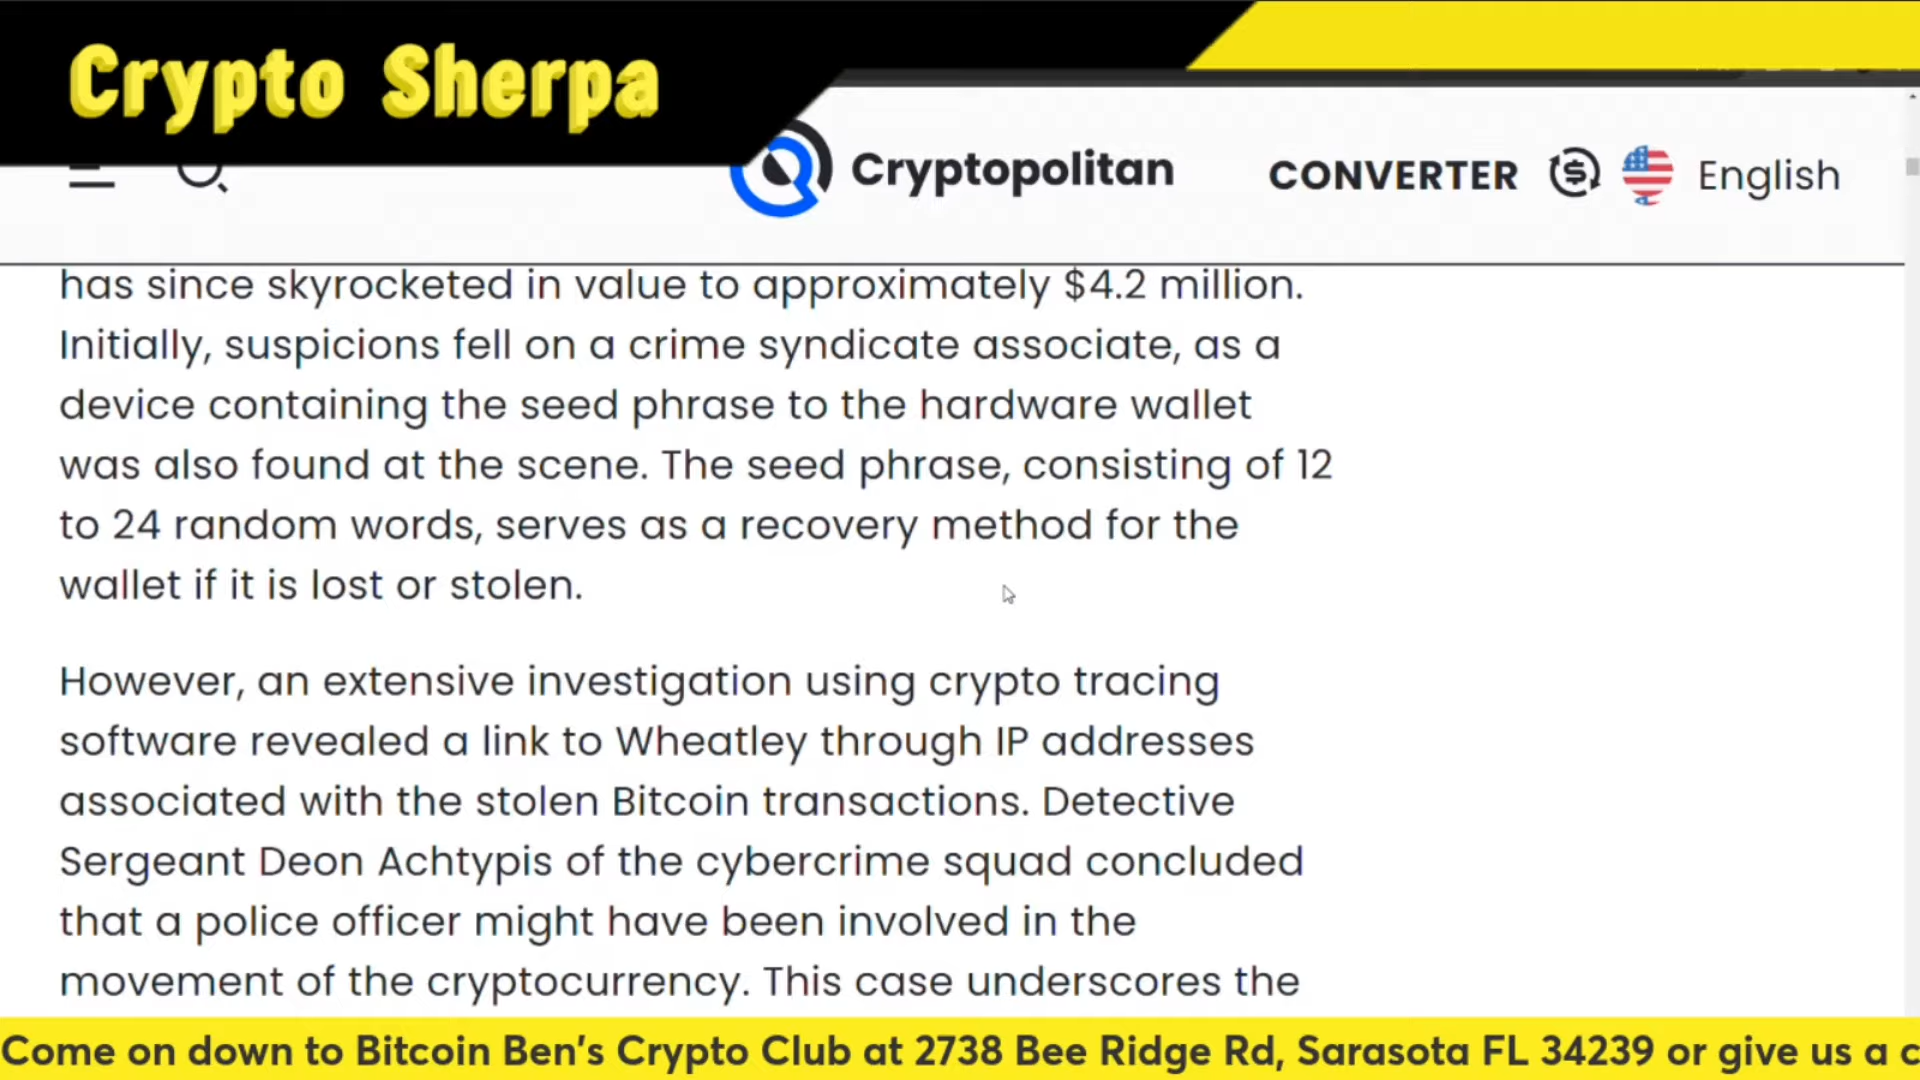 Crypto Sherpa
Cryptopolitan
CONVERTER
English
has since skyrocketed in value to approximately $4.2 million.
Initially, suspicions fell on a crime syndicate associate, as a
device containing the seed phrase to the hardware wallet
was also found at the scene. The seed phrase, consisting of 12
to 24 random words, serves as a recovery method for the
wallet if it is lost or stolen.
However, an extensive investigation using crypto tracing
software revealed a link to Wheatley through IP addresses
associated with the stolen Bitcoin transactions. Detective
Sergeant Deon Achtypis of the cybercrime squad concluded
that a police officer might have been involved in the
movement of the cryptocurrency. This case underscores the
Come on down to Bitcoin Ben's Crypto Club at 2738 Bee Ridge Rd, Sarasota FL 34239 or give us a c